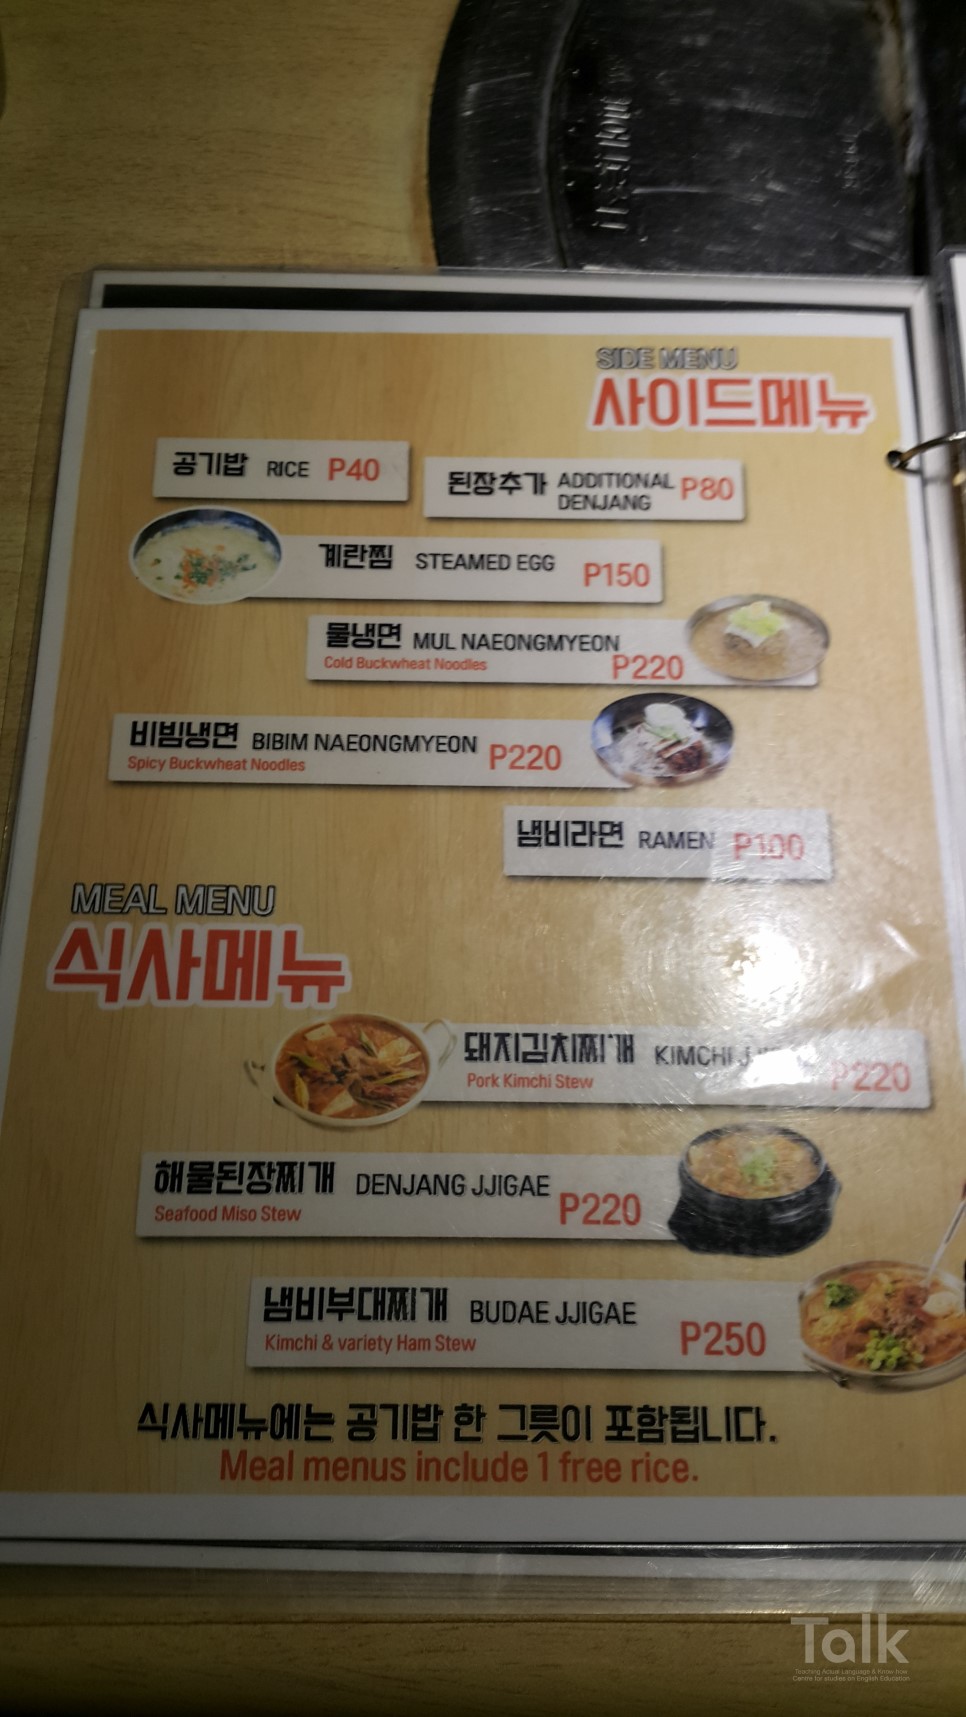 SIDE MENU
사이드메뉴
공기밥 RICE P40
된장추가 ADDITIONAL DENJANG P80
계란찜 STEAMED EGG P150
물냉면 MUL NAEONGMYEON
Cold Buckwheat Noodles P220
비빔냉면 BIBIM NAEONGMYEON P220
Spicy Buckwheat Noodles
냄비라면 RAMEN P100
MEAL MENU
식사메뉴
돼지김치찌개 KIMCHI P220
Pork Kimchi Stew
해물된장찌개 DENJANG JJIGAE P220
Seafood Miso Stew
냄비부대찌개 BUDAE JJIGAE P250
Kimchi & variety Ham Stew
식사메뉴에는 공기밥 한 그릇이 포함됩니다.
Meal menus include 1 free rice.
Talk
Teaching Actual Language & Know-how
Centre for studies on English Education